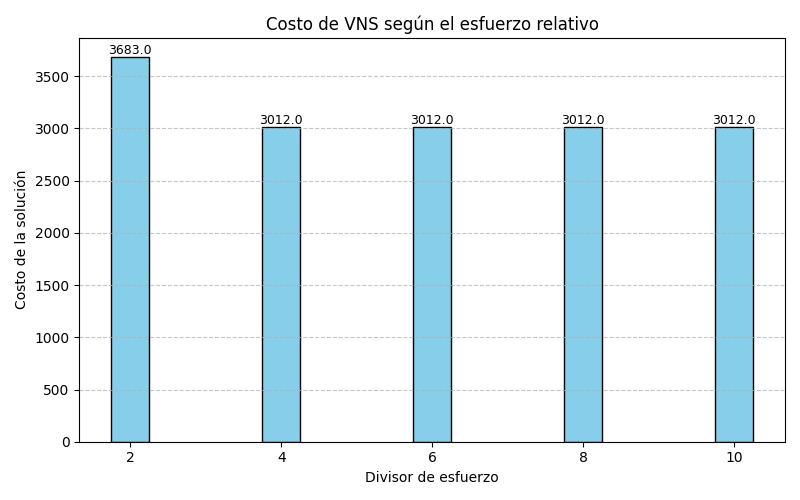 Costo de VNS según el esfuerzo relativo
3683.0
3012.0 3012.0 3012.0 3012.0
3500
3000
2500
2000
1500
1000
500
0
Costo de la solución
2 4 6 8 10
Divisor de esfuerzo